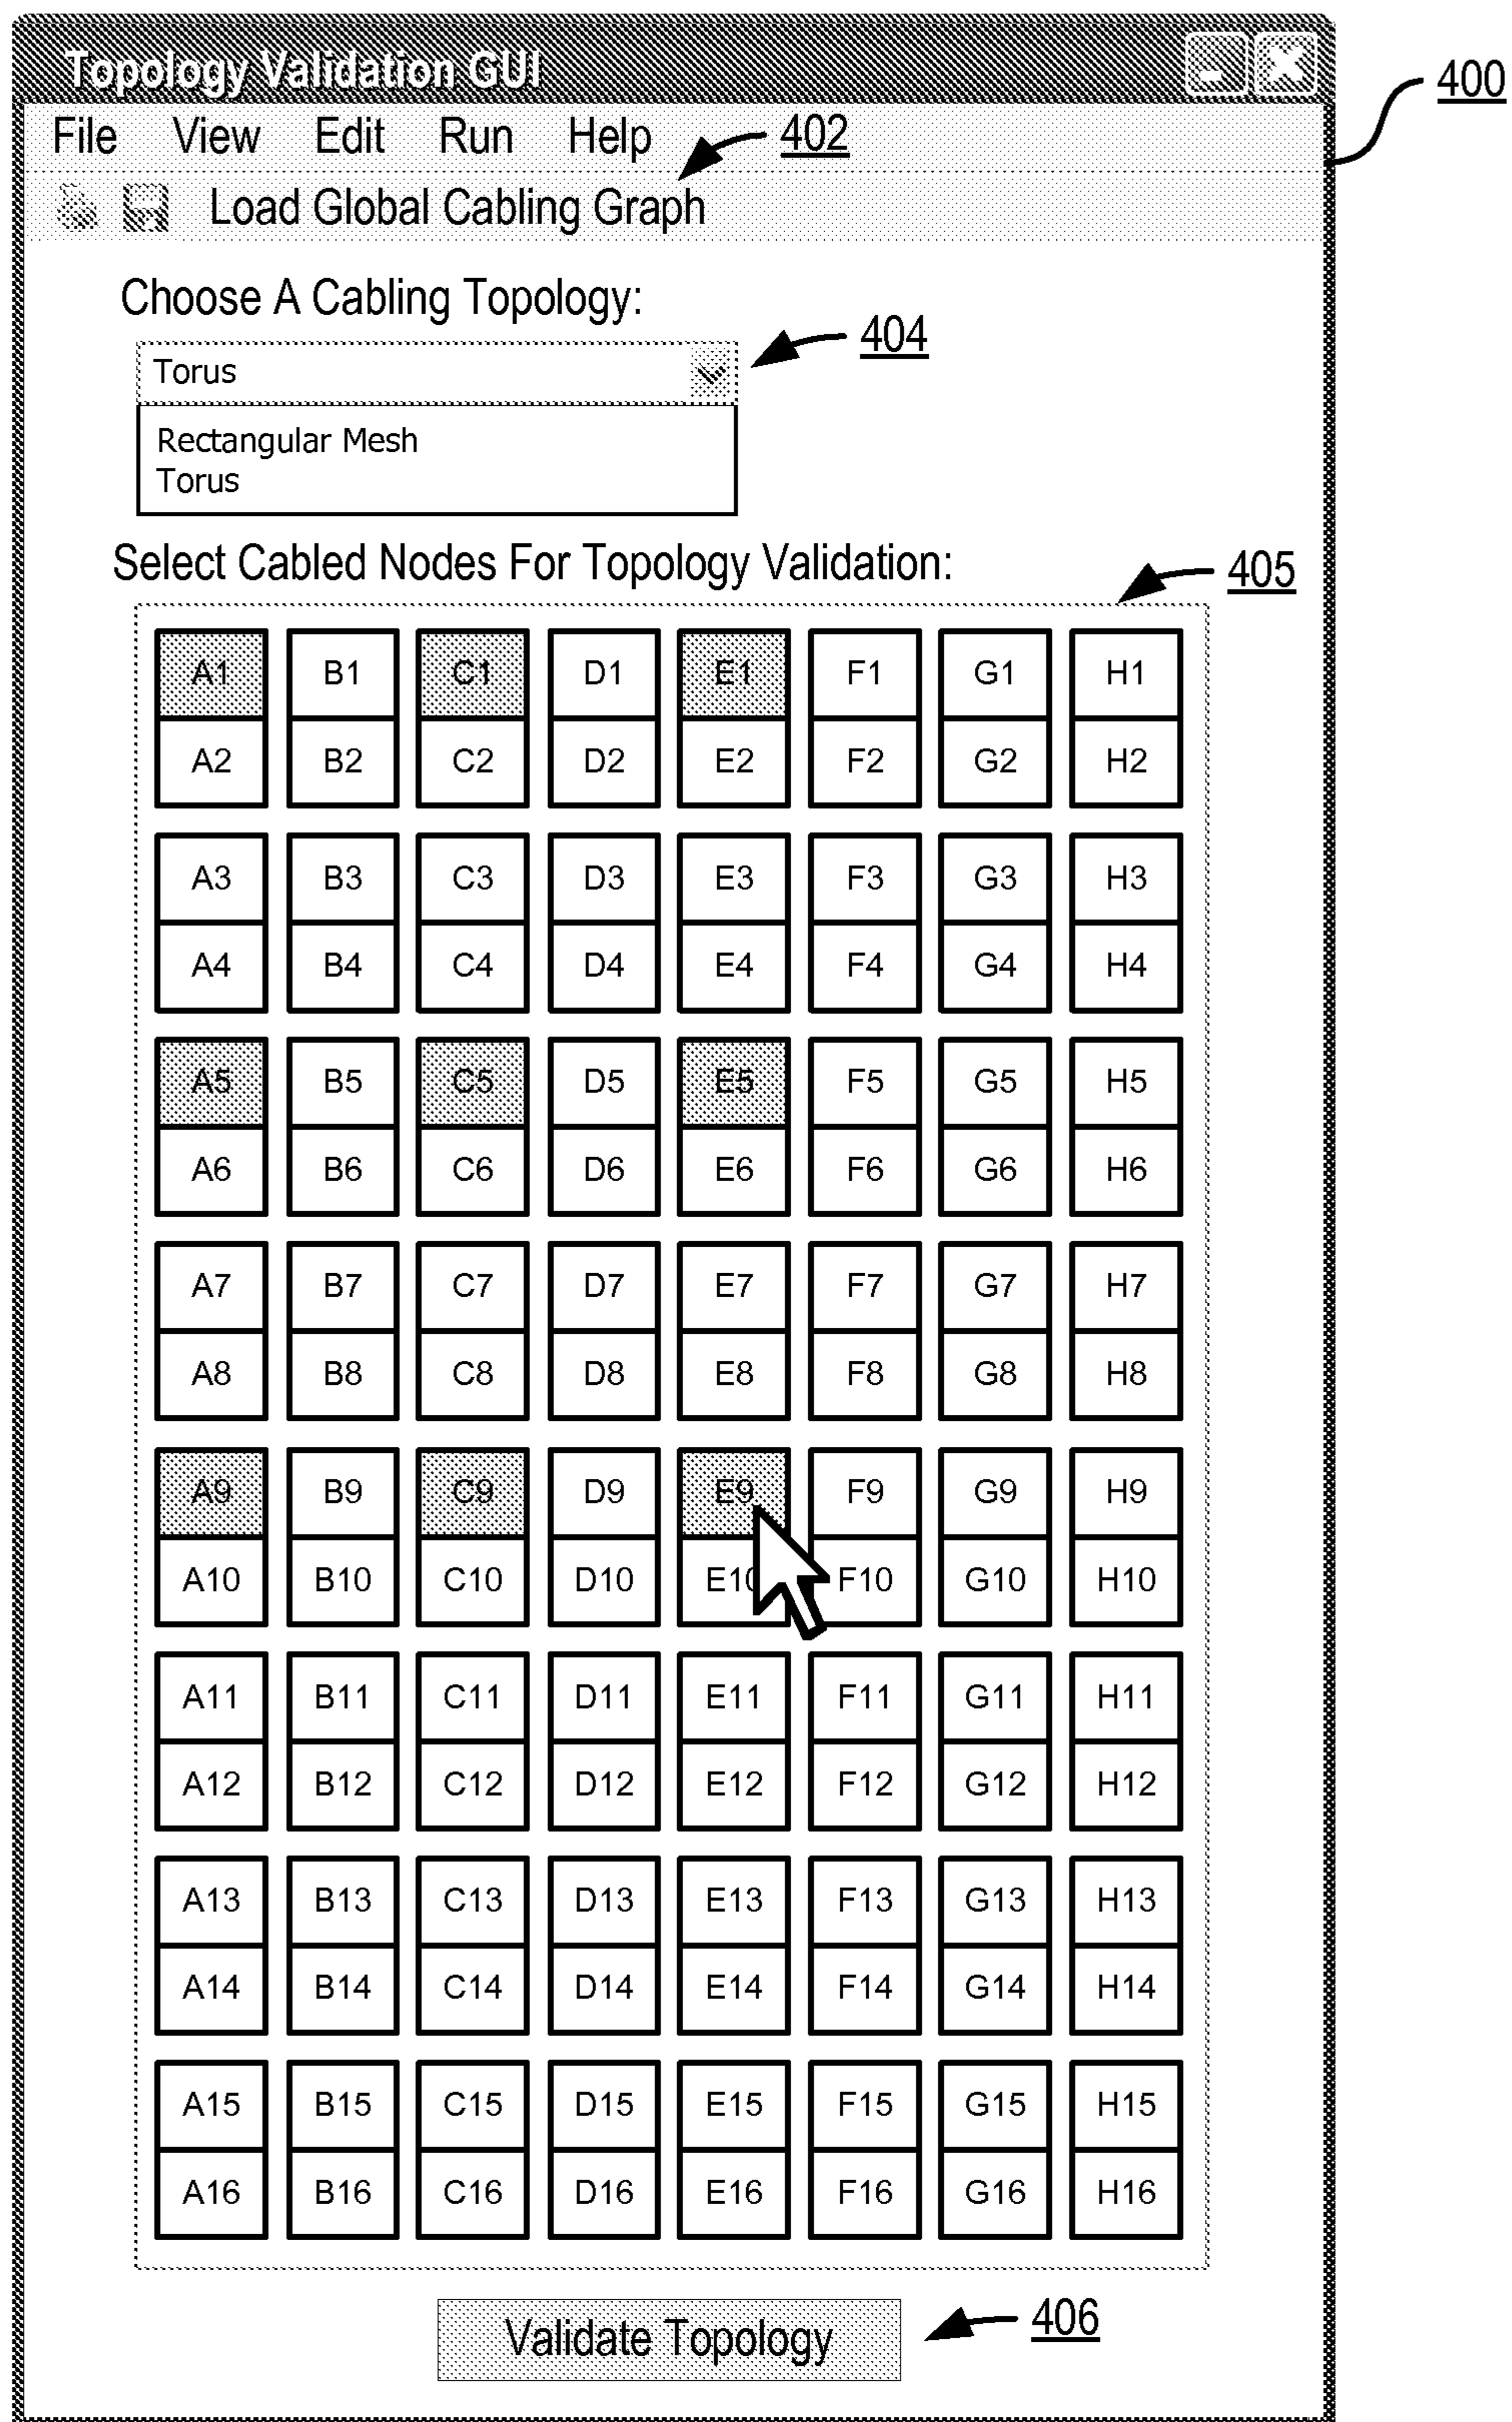 Topology Validation GUI
400
File View Edit Run Help
402
Load Global Cabling Graph
Choose A Cabling Topology:
404
Torus
Rectangular Mesh
Torus
Select Cabled Nodes For Topology Validation:
405
A1 B1 C1 D1 E1 F1 G1 H1
A2 B2 C2 D2 E2 F2 G2 H2
A3 B3 C3 D3 E3 F3 G3 H3
A4 B4 C4 D4 E4 F4 G4 H4
A5 B5 C5 D5 E5 F5 G5 H5
A6 B6 C6 D6 E6 F6 G6 H6
A7 B7 C7 D7 E7 F7 G7 H7
A8 B8 C8 D8 E8 F8 G8 H8
A9 B9 C9 D9 E9 F9 G9 H9
A10 B10 C10 D10 E10 F10 G10 H10
A11 B11 C11 D11 E11 F11 G11 H11
A12 B12 C12 D12 E12 F12 G12 H12
A13 B13 C13 D13 E13 F13 G13 H13
A14 B14 C14 D14 E14 F14 G14 H14
A15 B15 C15 D15 E15 F15 G15 H15
A16 B16 C16 D16 E16 F16 G16 H16
Validate Topology
406